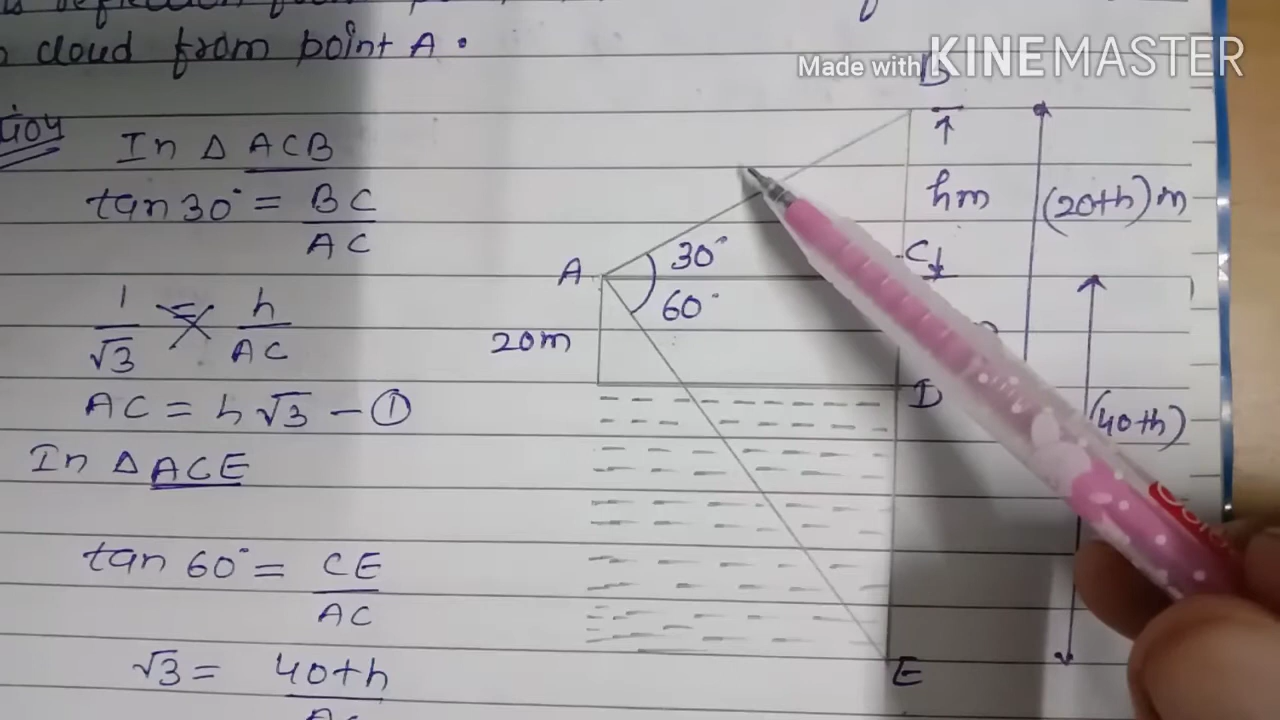 cloud from point A.
Made with KINEMASTER
B
In Δ ACB
tan 30° = BC
AC
hm
(20+h)m
C
A
30°
60°
1/√3 = h/AC
20m
AC = h√3 - ①
D
(40+h)
In Δ ACE
tan 60° = CE
AC
√3 = 40+h
E